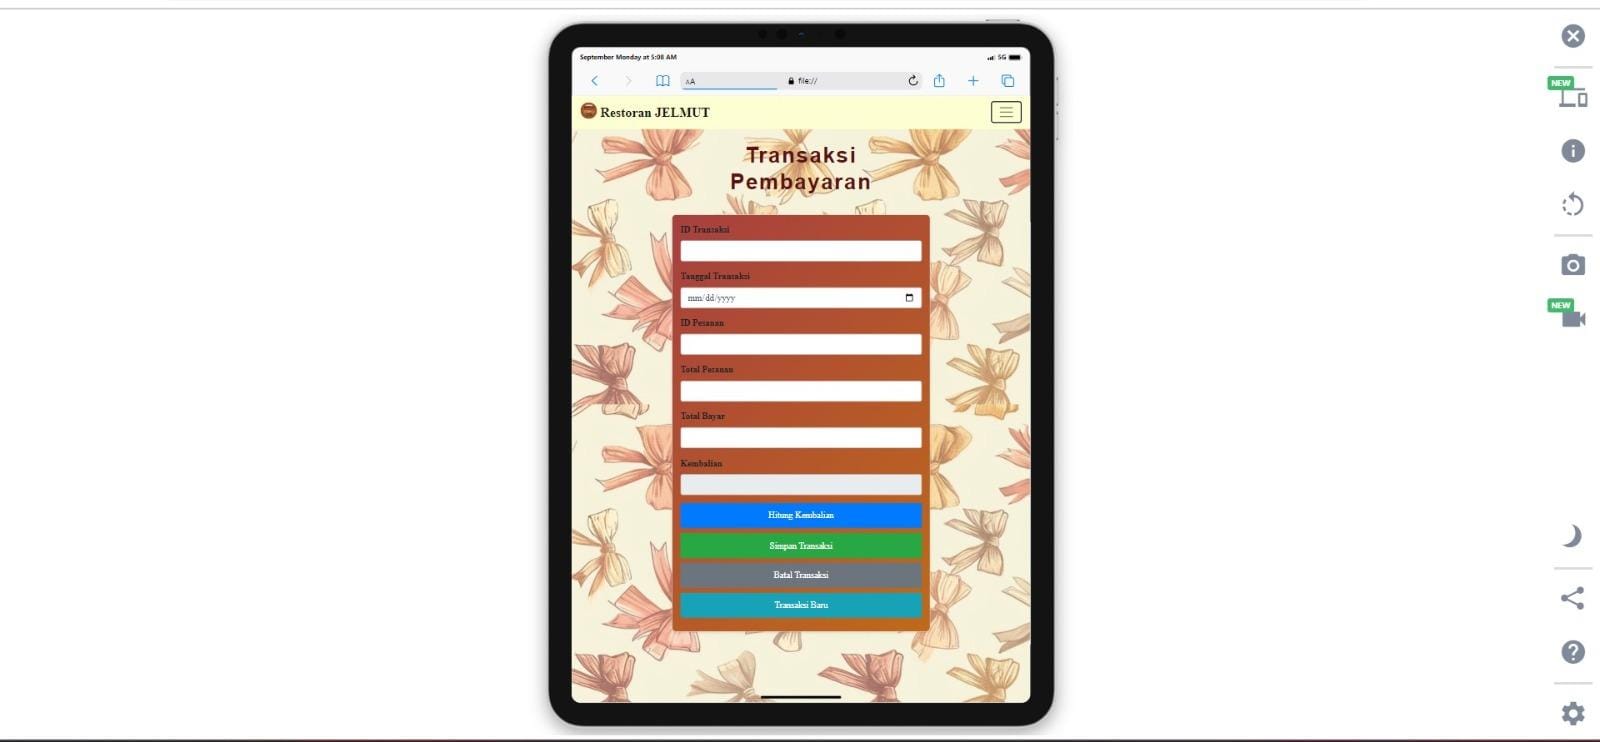 September Monday at 5:08 AM
5G
AA
file://
NEW
Restoran JELMUT
Transaksi
Pembayaran
ID Transaksi
Tanggal Transaksi
mm/dd/yyyy
ID Pesanan
NEW
Total Pesanan
Total Bayar
Kembalian
Hitung Kembalian
Simpan Transaksi
Batal Transaksi
Transaksi Baru